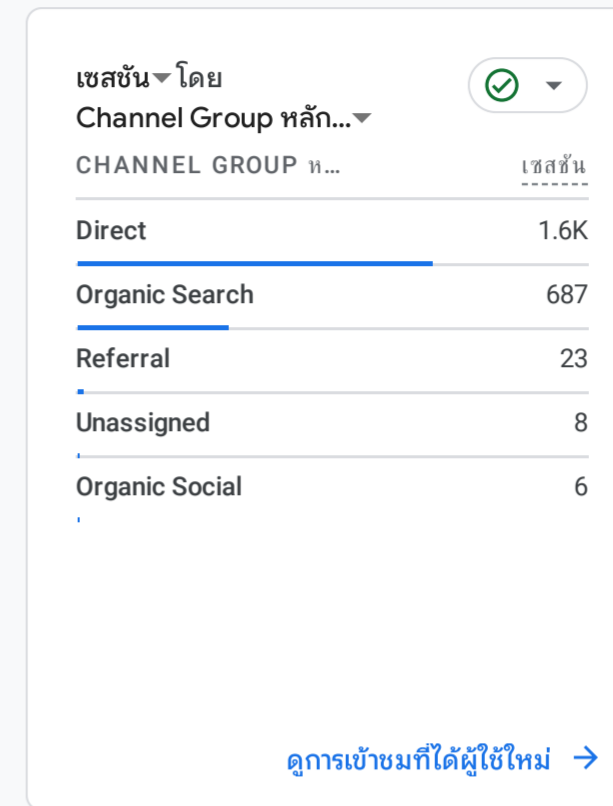 เซสชัน โดย
Channel Group หลัก...
CHANNEL GROUP ห... เซสชัน
Direct 1.6K
Organic Search 687
Referral 23
Unassigned 8
Organic Social 6
ดูการเข้าชมที่ได้ผู้ใช้ใหม่ →